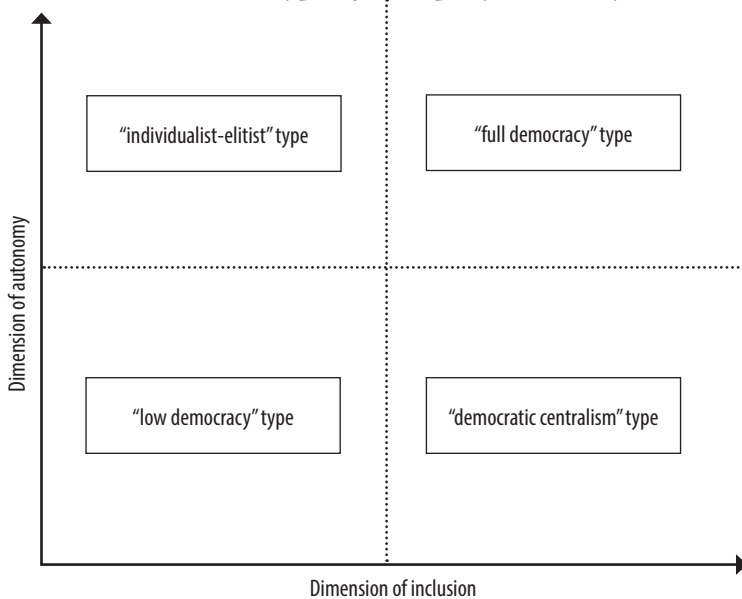 "individualist-elitist" type
"full democracy" type
Dimension of autonomy
"low democracy" type
"democratic centralism" type
Dimension of inclusion